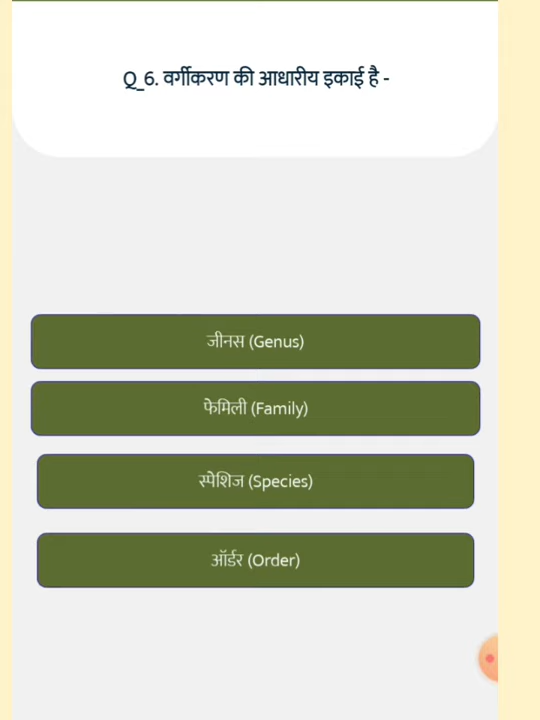 Q_6. वर्गीकरण की आधारीय इकाई है -
जीनस (Genus)
फेमिली (Family)
स्पेशिज (Species)
ऑर्डर (Order)